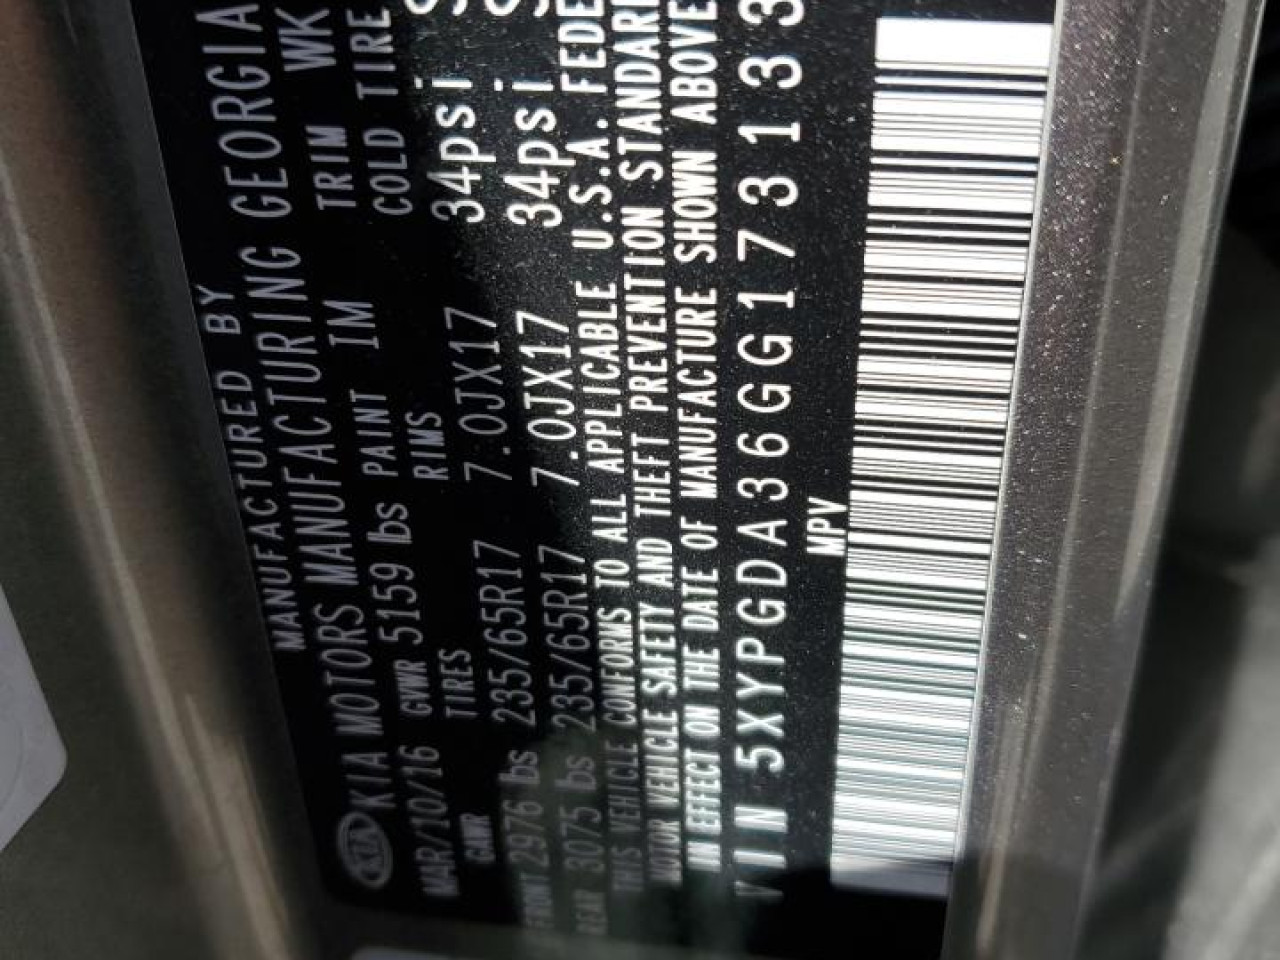 MANUFACTURED BY
KIA KIA MOTORS MANUFACTURING GEORGIA
MAR/10/16 GVWR 5159 lbs PAINT IM TRIM WK
GAWR TIRES RIMS COLD TIRE
FRONT 2976 lbs 235/65R17 7.0JX17 34psi
REAR 3075 lbs 235/65R17 7.0JX17 34psi
THIS VEHICLE CONFORMS TO ALL APPLICABLE U.S.A. FEDE
MOTOR VEHICLE SAFETY AND THEFT PREVENTION STANDAR
IN EFFECT ON THE DATE OF MANUFACTURE SHOWN ABOVE
VIN 5XYPGDA36GG173133
MPV